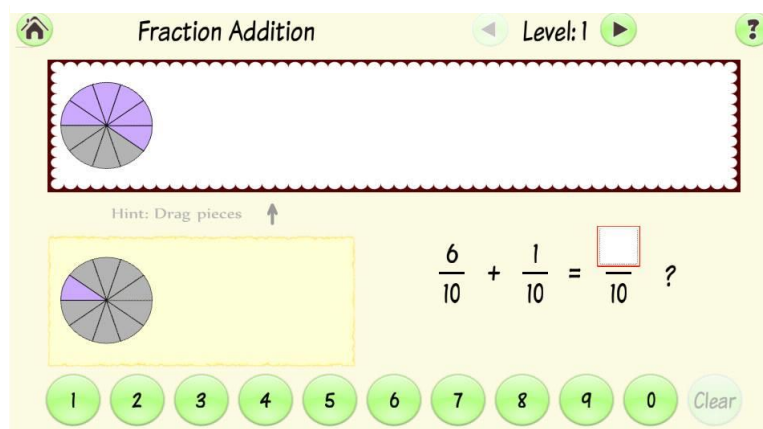 Fraction Addition
Level: 1
?
Hint: Drag pieces
6/10 + 1/10 = /10 ?
1 2 3 4 5 6 7 8 9 0 Clear